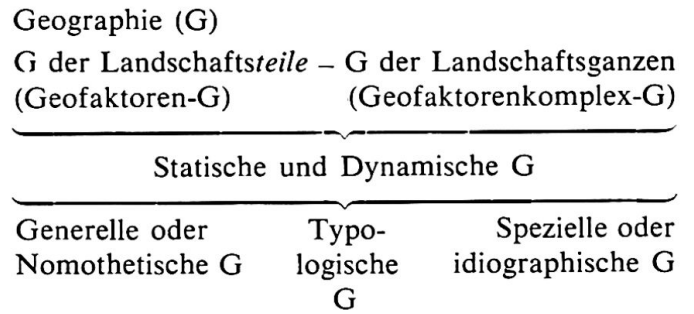 Geographie (G)
G der Landschaftsteile – G der Landschaftsganzen
(Geofaktoren-G) (Geofaktorenkomplex-G)
Statische und Dynamische G
Generelle oder Typo- Spezielle oder
Nomothetische G logische idiographische G
G